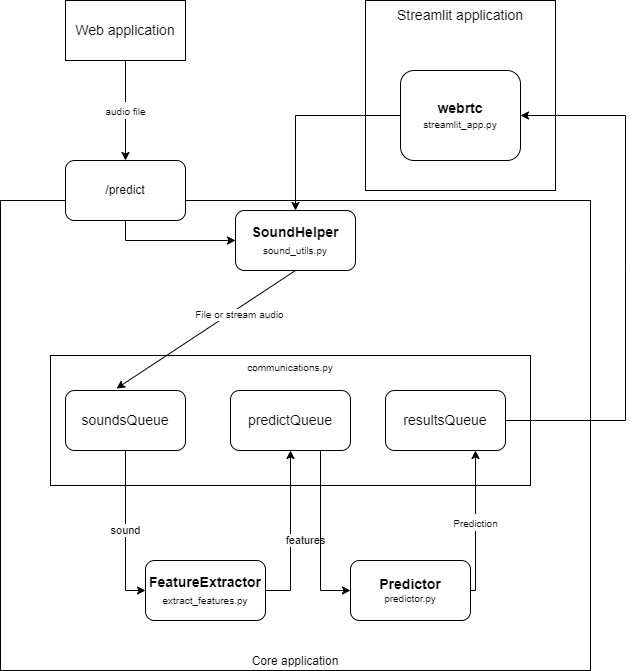 Web application
Streamlit application
webrtc
streamlit_app.py
audio file
/predict
SoundHelper
sound_utils.py
File or stream audio
communications.py
soundsQueue
predictQueue
resultsQueue
sound
features
Prediction
FeatureExtractor
extract_features.py
Predictor
predictor.py
Core application